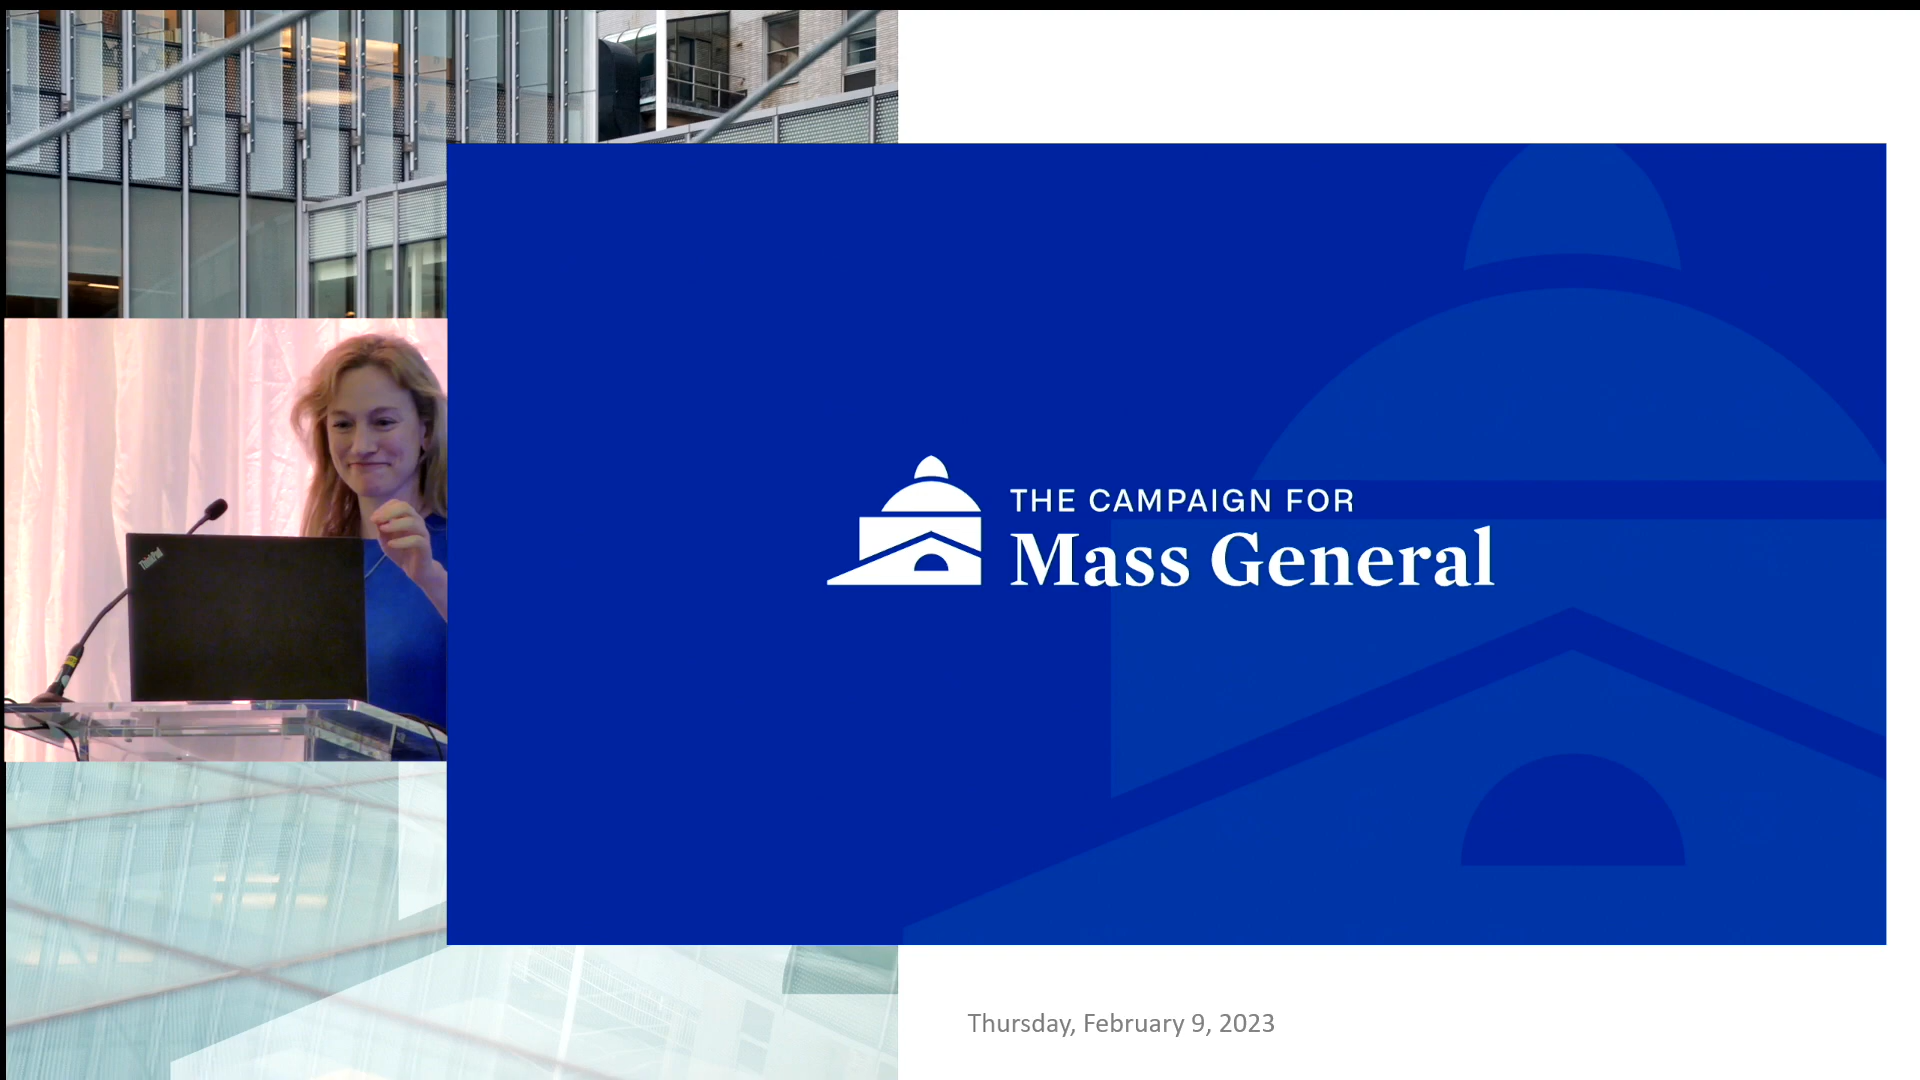 ThinkPad
THE CAMPAIGN FOR
Mass General
Thursday, February 9, 2023